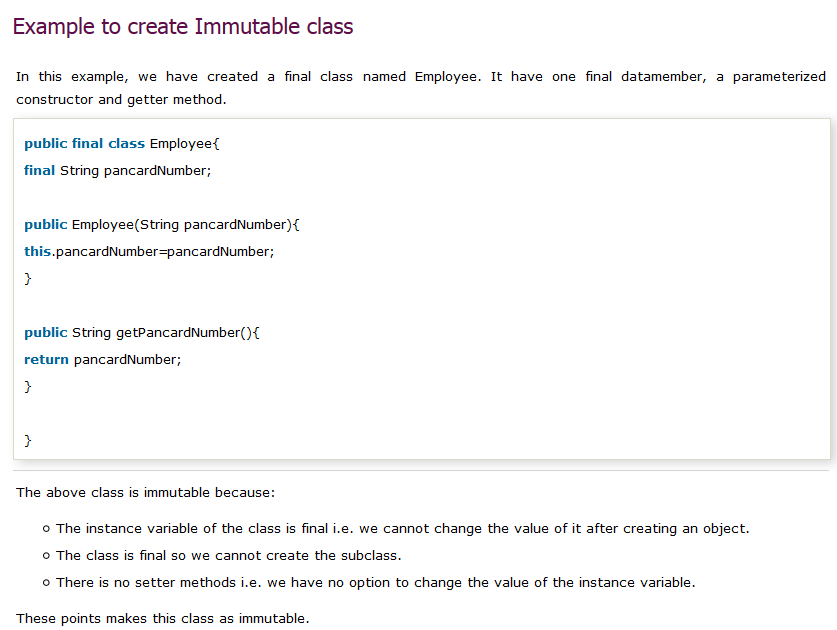 Example to create Immutable class
In this example, we have created a final class named Employee. It have one final datamember, a parameterized
constructor and getter method.
public final class Employee{
final String pancardNumber;
public Employee(String pancardNumber){
this.pancardNumber=pancardNumber;
}
public String getPancardNumber(){
return pancardNumber;
}
}
The above class is immutable because:
The instance variable of the class is final i.e. we cannot change the value of it after creating an object.
The class is final so we cannot create the subclass.
There is no setter methods i.e. we have no option to change the value of the instance variable.
These points makes this class as immutable.